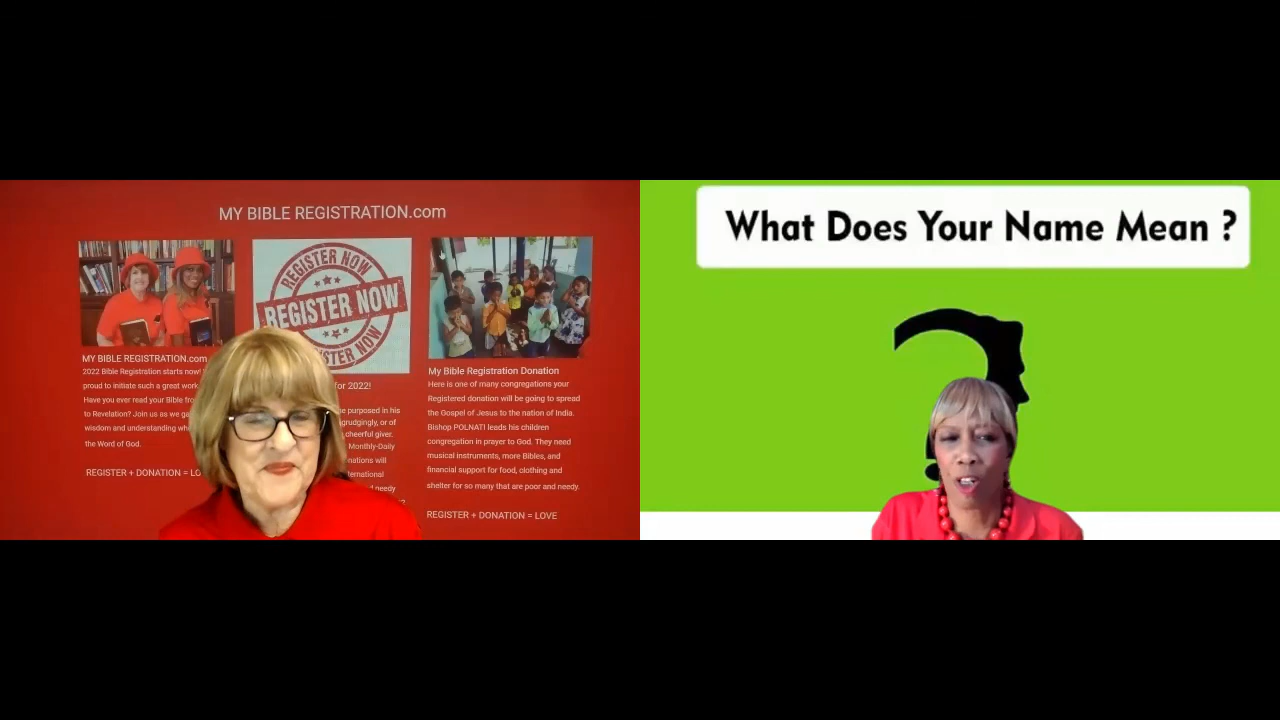 MY BIBLE REGISTRATION.com
REGISTER NOW
REGISTER NOW
REGISTER NOW
MY BIBLE REGISTRATION.com
2022 Bible Registration starts now!
proud to initiate such a great work
Have you ever read your Bible
to Revelation? Join us as we
wisdom and understanding
the Word of God.
REGISTER + DONATION =
for 2022!
purposed in his
grudgingly, or of
cheerful giver.
Monthly-Daily
will
needy
My Bible Registration Donation
Here is one of many congregations your
Registered donation will be going to spread
the Gospel of Jesus to the nation of India.
Bishop POLNATI leads his children
congregation in prayer to God. They need
musical instruments, more Bibles, and
financial support for food, clothing and
shelter for so many that are poor and needy.
REGISTER + DONATION = LOVE
What Does Your Name Mean ?